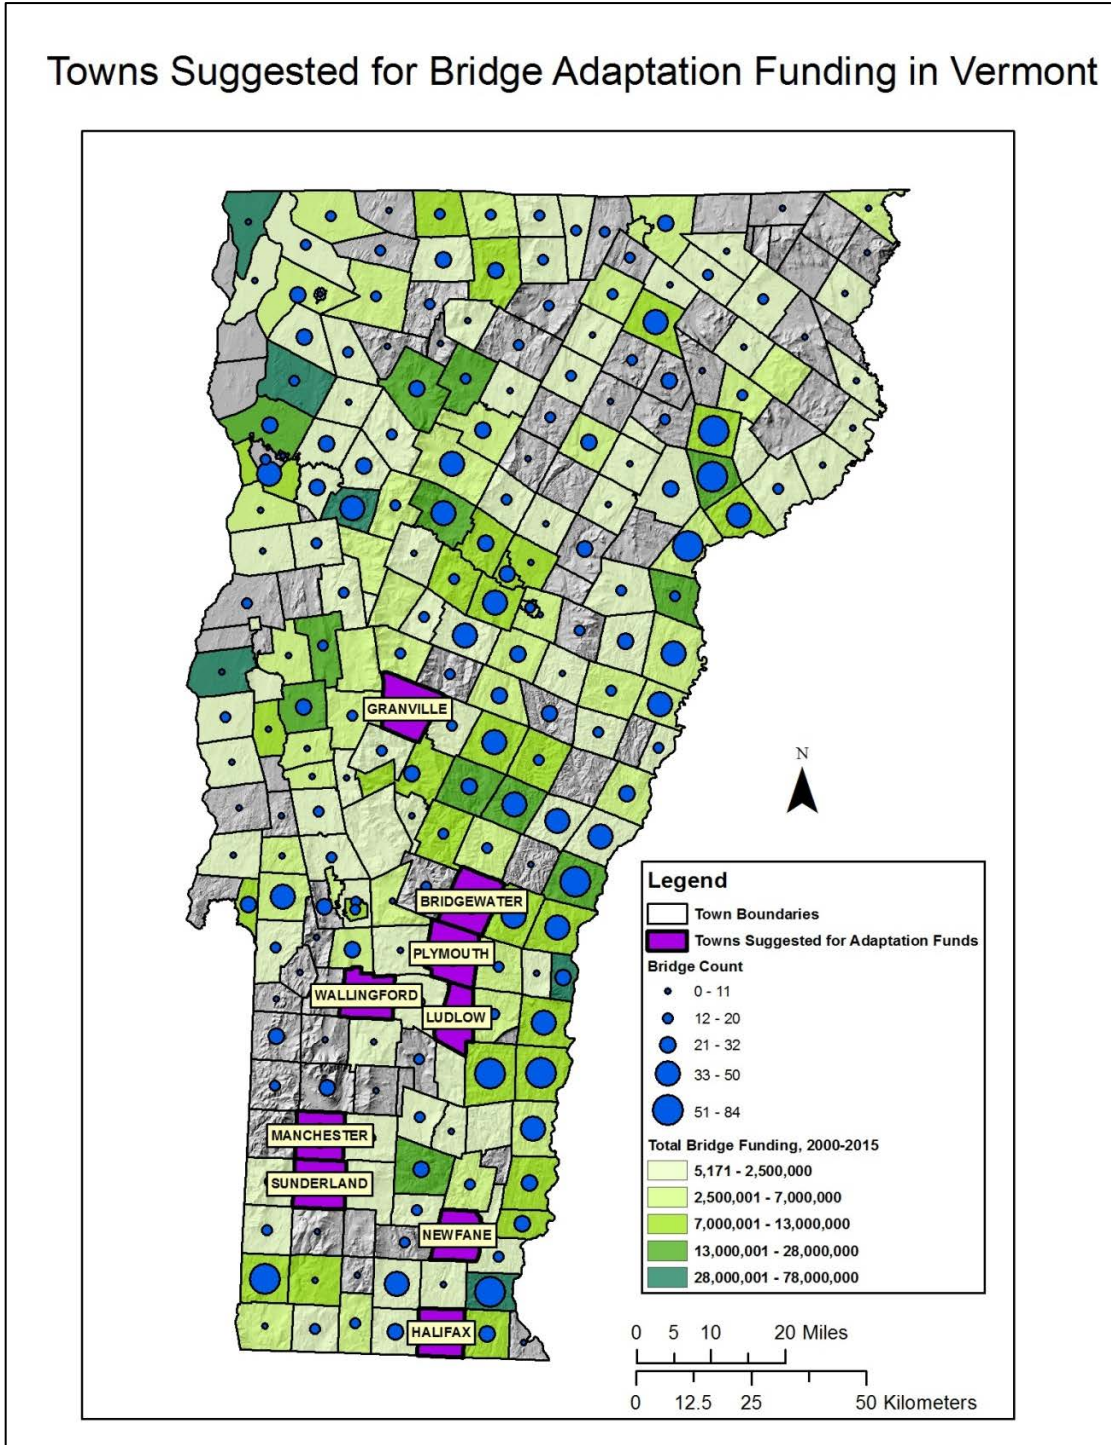 Towns Suggested for Bridge Adaptation Funding in Vermont
GRANVILLE
N
BRIDGEWATER
PLYMOUTH
WALLINGFORD
LUDLOW
MANCHESTER
SUNDERLAND
NEWFANE
HALIFAX
Legend
Town Boundaries
Towns Suggested for Adaptation Funds
Bridge Count
0 - 11
12 - 20
21 - 32
33 - 50
51 - 84
Total Bridge Funding, 2000-2015
5,171 - 2,500,000
2,500,001 - 7,000,000
7,000,001 - 13,000,000
13,000,001 - 28,000,000
28,000,001 - 78,000,000
0 5 10 20 Miles
0 12.5 25 50 Kilometers